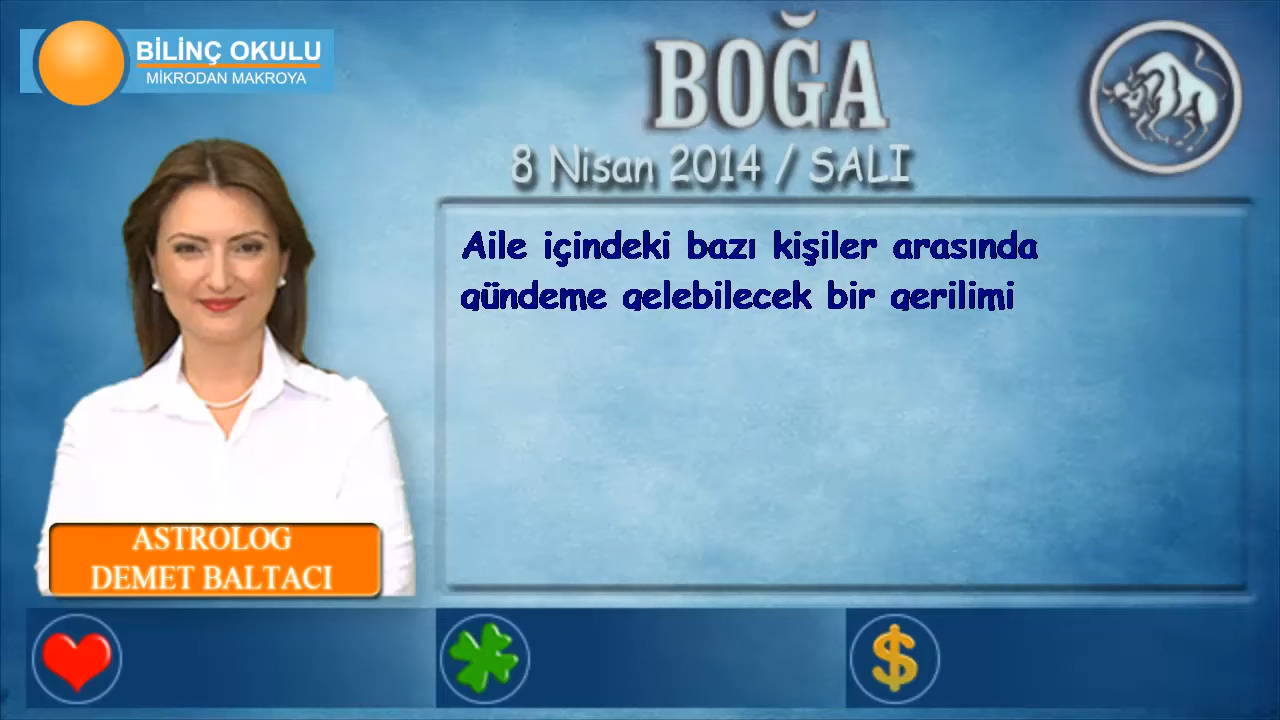 BİLİNÇ OKULU
MİKRODAN MAKROYA
BOĞA
8 Nisan 2014 / SALI
Aile içindeki bazı kişiler arasında
gündeme gelebilecek bir gerilimi
ASTROLOG
DEMET BALTACI
$